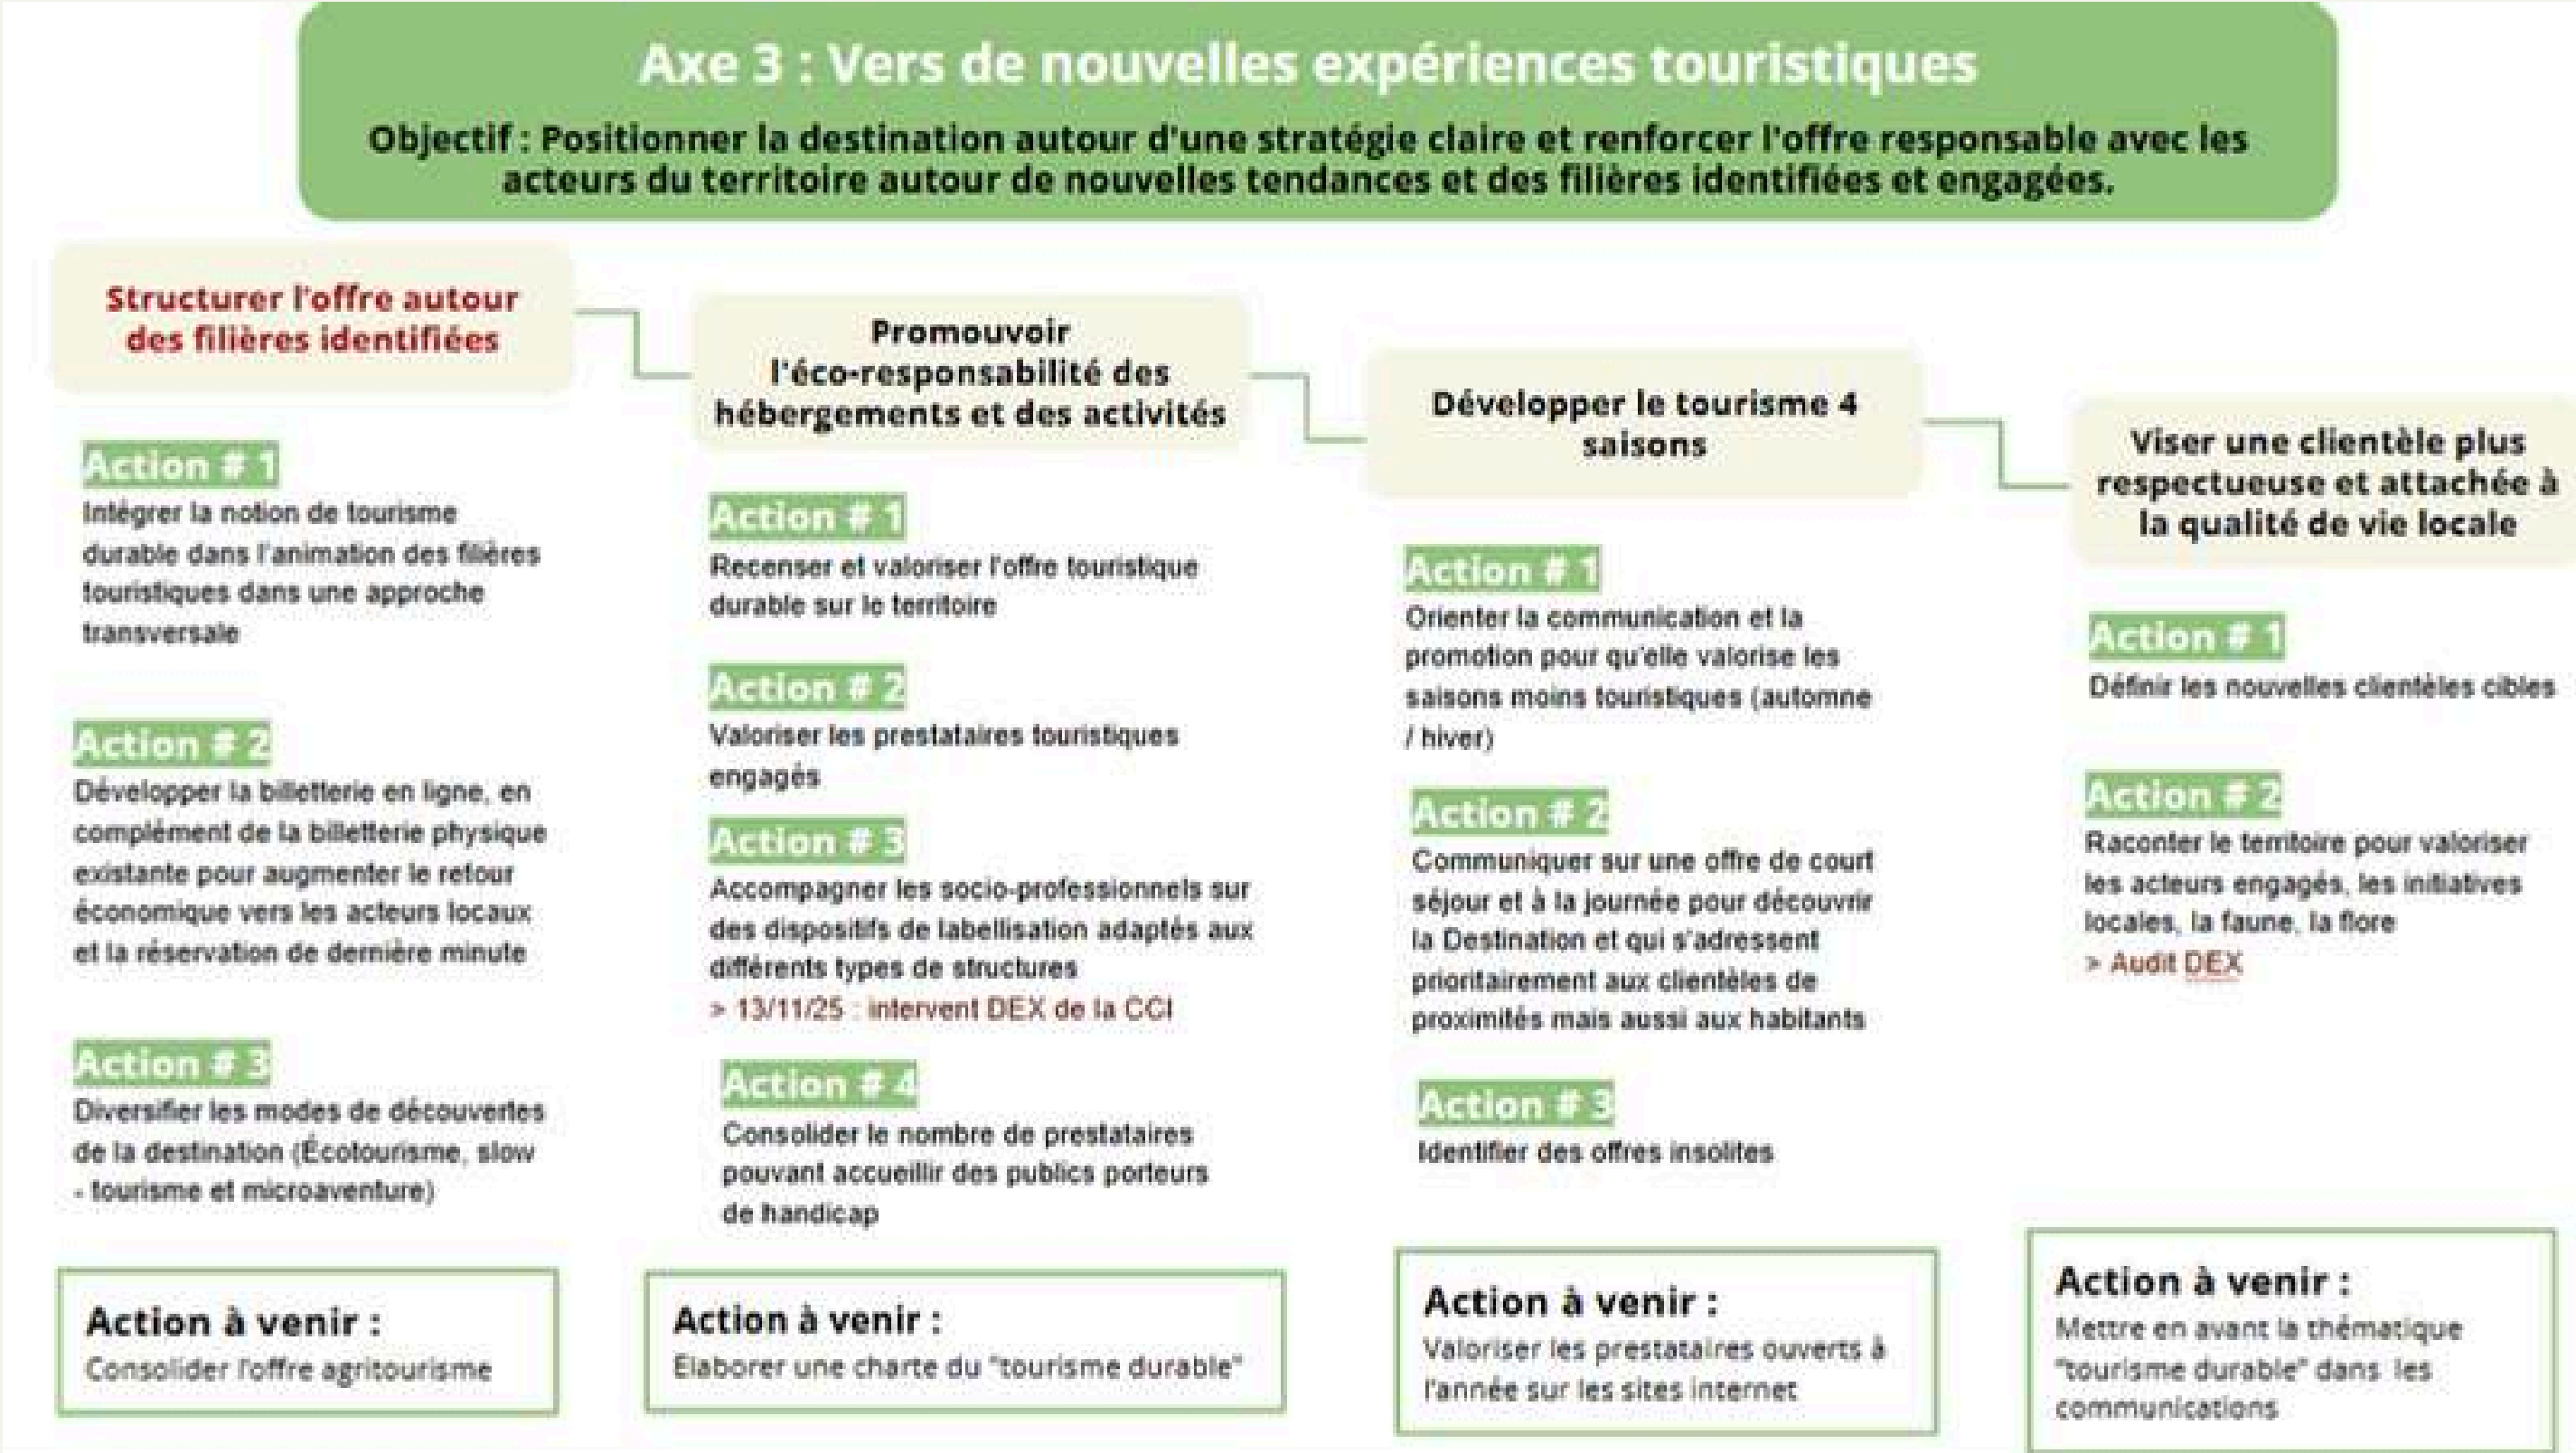 Axe 3 : Vers de nouvelles expériences touristiques
Objectif : Positionner la destination autour d'une stratégie claire et renforcer l'offre responsable avec les
acteurs du territoire autour de nouvelles tendances et des filières identifiées et engagées.
Structurer l'offre autour
des filières identifiées
Action # 1
Intégrer la notion de tourisme
durable dans l'animation des filières
touristiques dans une approche
transversale
Action # 2
Développer la billetterie en ligne, en
complément de la billetterie physique
existante pour augmenter le retour
économique vers les acteurs locaux
et la réservation de dernière minute
Action # 3
Diversifier les modes de découvertes
de la destination (Écotourisme, slow
- tourisme et microaventure)
Action à venir :
Consolider l'offre agritourisme
Promouvoir
l'éco-responsabilité des
hébergements et des activités
Action # 1
Recenser et valoriser l'offre touristique
durable sur le territoire
Action # 2
Valoriser les prestataires touristiques
engagés
Action # 3
Accompagner les socio-professionnels sur
des dispositifs de labellisation adaptés aux
différents types de structures
> 13/11/25 : intervent DEX de la CCI
Action # 4
Consolider le nombre de prestataires
pouvant accueillir des publics porteurs
de handicap
Action à venir :
Elaborer une charte du "tourisme durable"
Développer le tourisme 4
saisons
Action # 1
Orienter la communication et la
promotion pour qu'elle valorise les
saisons moins touristiques (automne
/ hiver)
Action # 2
Communiquer sur une offre de court
séjour et à la journée pour découvrir
la Destination et qui s'adressent
prioritairement aux clientèles de
proximités mais aussi aux habitants
Action # 3
Identifier des offres insolites
Action à venir :
Valoriser les prestataires ouverts à
l'année sur les sites internet
Viser une clientèle plus
respectueuse et attachée à
la qualité de vie locale
Action # 1
Définir les nouvelles clientèles cibles
Action # 2
Raconter le territoire pour valoriser
les acteurs engagés, les initiatives
locales, la faune, la flore
> Audit DEX
Action à venir :
Mettre en avant la thématique
"tourisme durable" dans les
communications